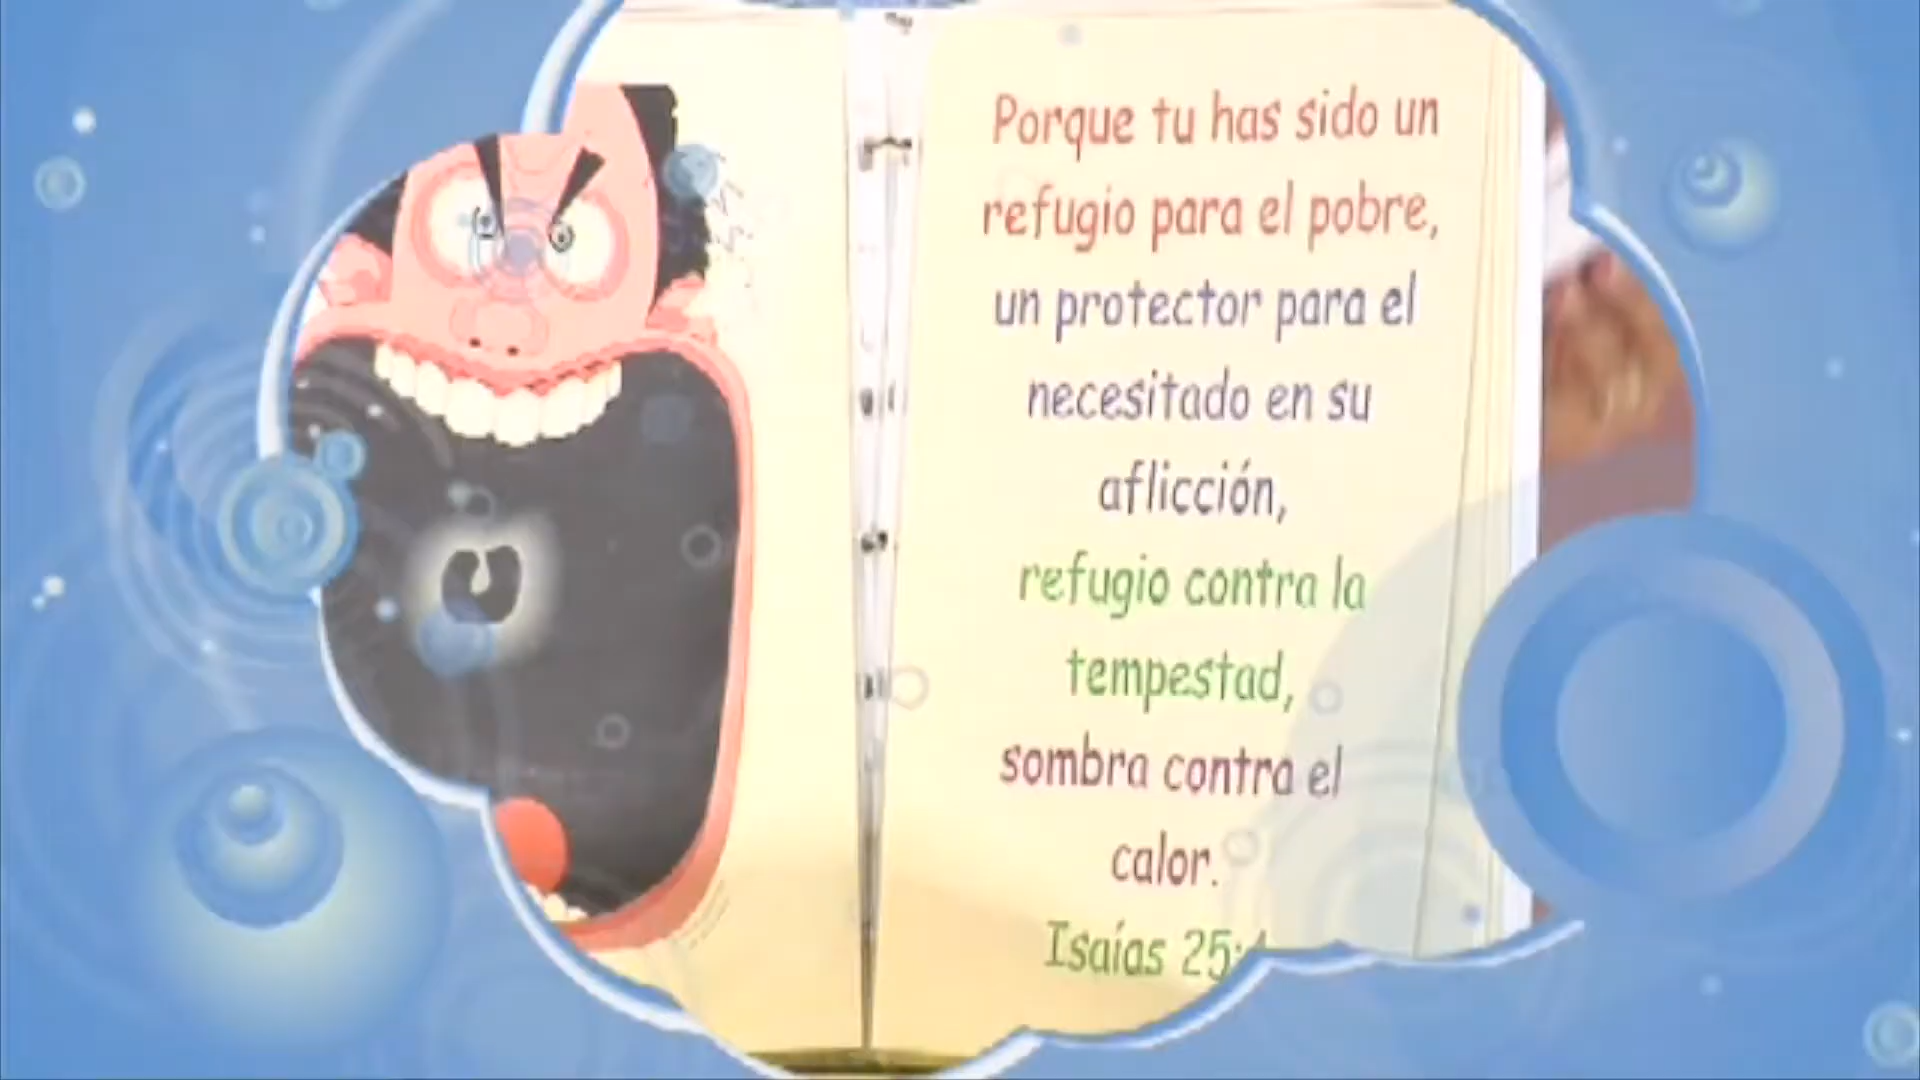 Porque tu has sido un
refugio para el pobre,
un protector para el
necesitado en su
aflicción,
refugio contra la
tempestad,
sombra contra el
calor.
Isaías 25:4